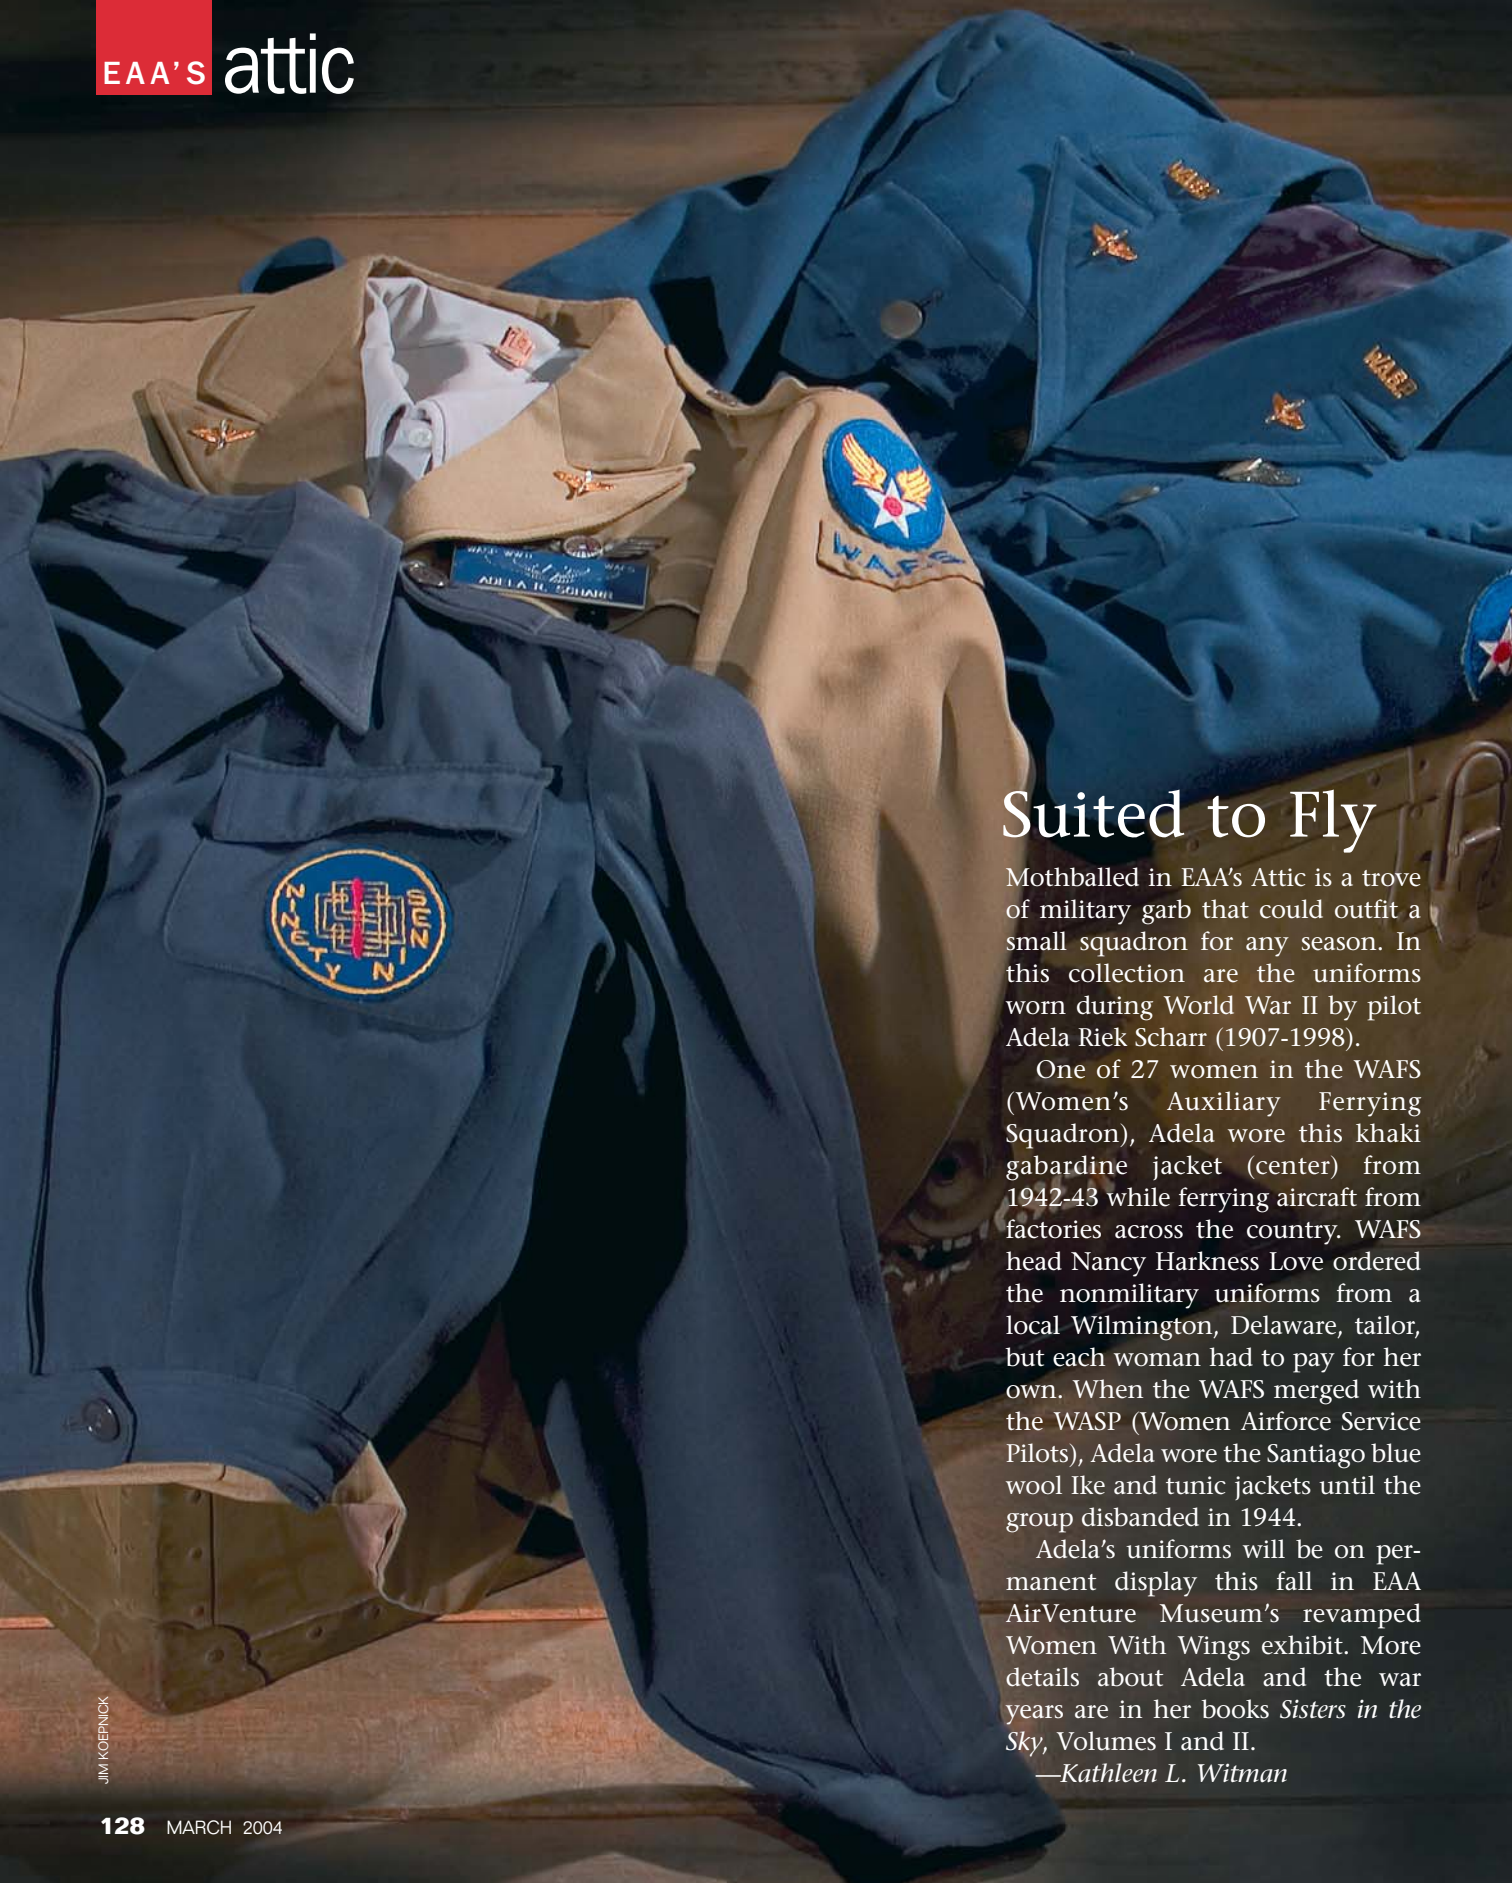 EAA'S attic
W.A.S.P.
W.A.S.P.
W.A.F.S.
ADELA R. SCHARR
NINETY NINES
Suited to Fly
Mothballed in EAA's Attic is a trove
of military garb that could outfit a
small squadron for any season. In
this collection are the uniforms
worn during World War II by pilot
Adela Riek Scharr (1907-1998).
One of 27 women in the WAFS
(Women's Auxiliary Ferrying
Squadron), Adela wore this khaki
gabardine jacket (center) from
1942-43 while ferrying aircraft from
factories across the country. WAFS
head Nancy Harkness Love ordered
the nonmilitary uniforms from a
local Wilmington, Delaware, tailor,
but each woman had to pay for her
own. When the WAFS merged with
the WASP (Women Airforce Service
Pilots), Adela wore the Santiago blue
wool Ike and tunic jackets until the
group disbanded in 1944.
Adela's uniforms will be on per-
manent display this fall in EAA
AirVenture Museum's revamped
Women With Wings exhibit. More
details about Adela and the war
years are in her books Sisters in the
Sky, Volumes I and II.
—Kathleen L. Witman
JIM KOEPNICK
128 MARCH 2004